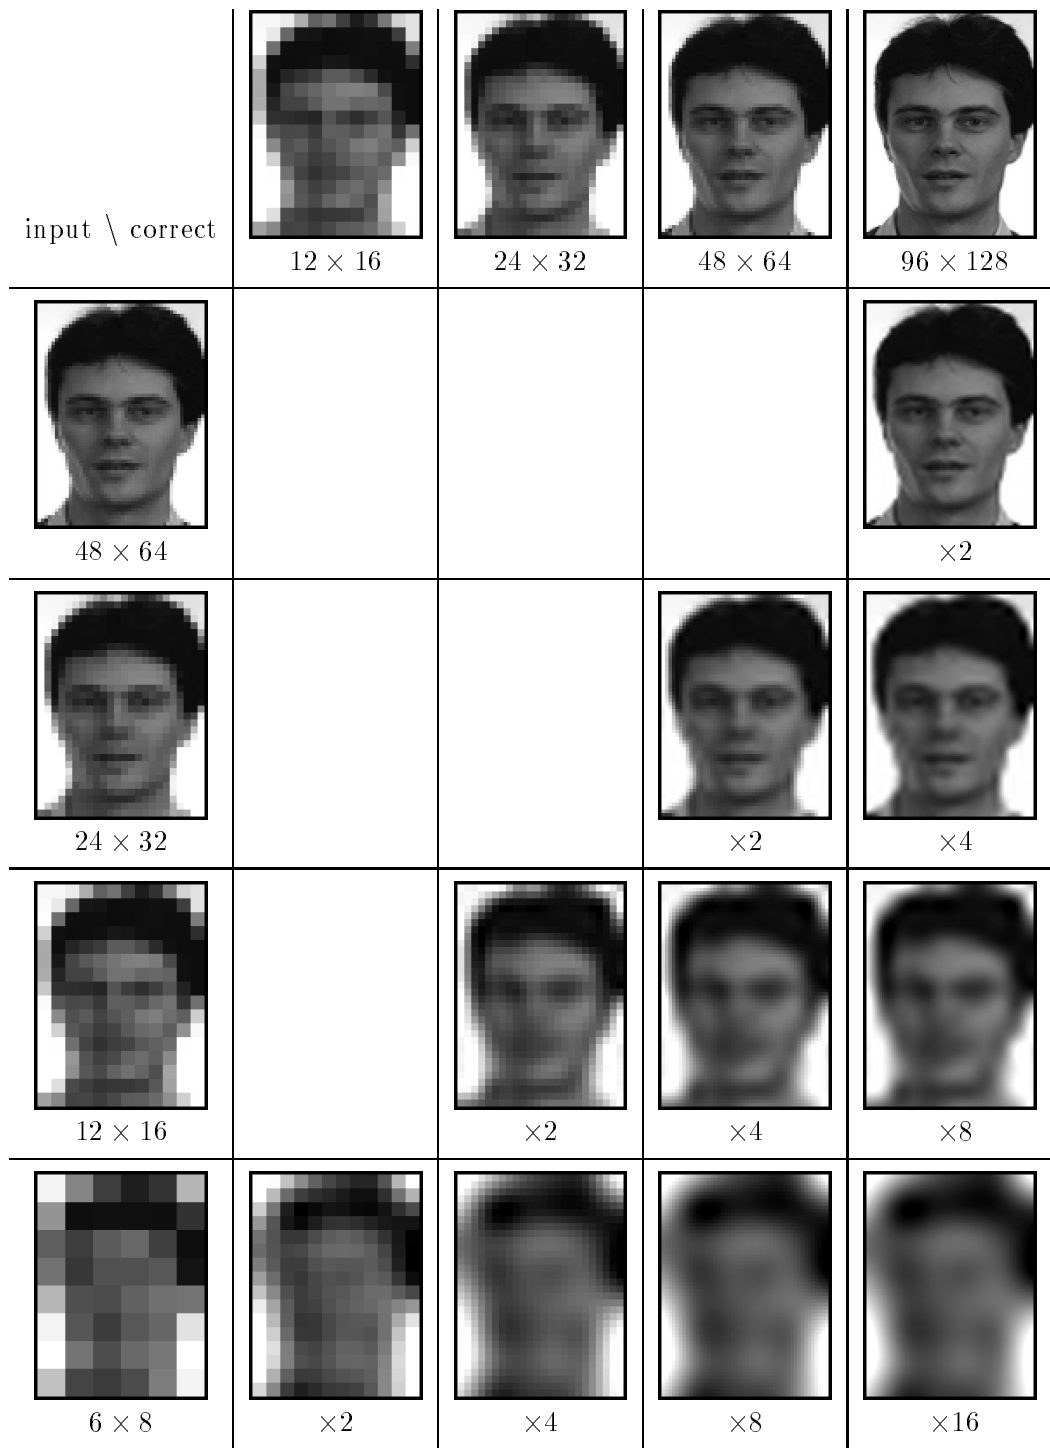 input \ correct
12 × 16
24 × 32
48 × 64
96 × 128
48 × 64
×2
24 × 32
×2
×4
12 × 16
×2
×4
×8
6 × 8
×2
×4
×8
×16